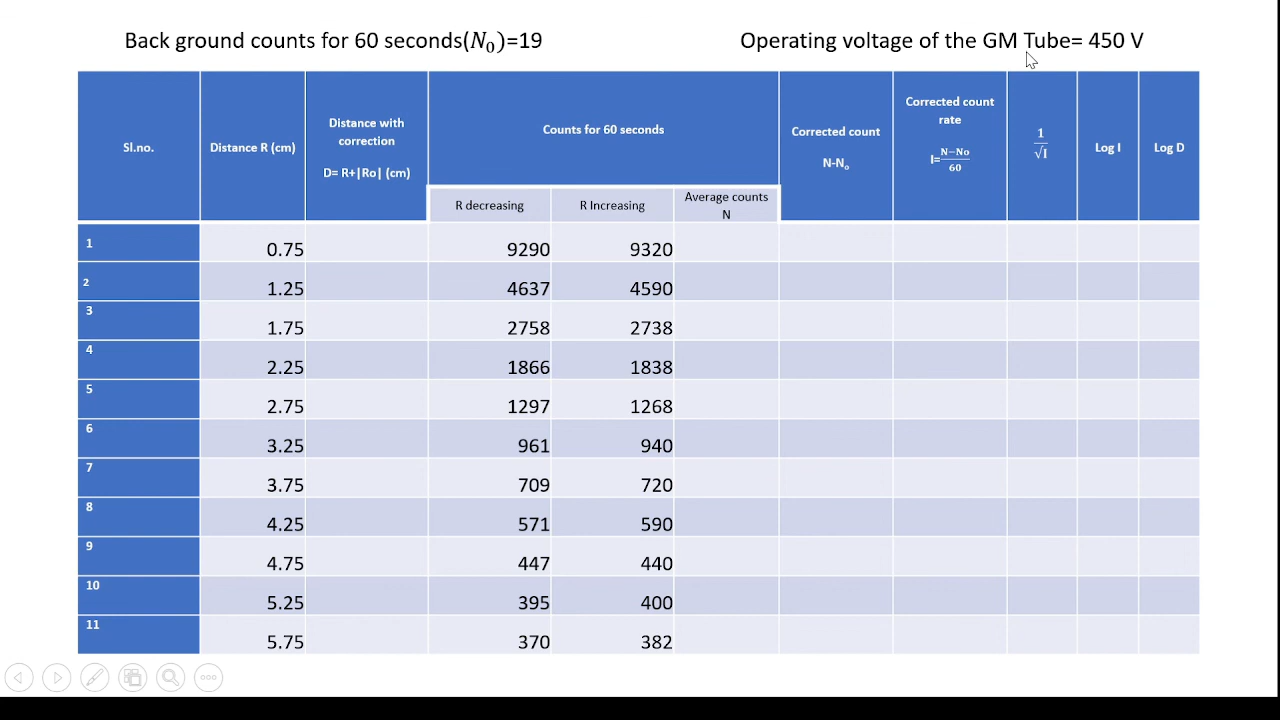 Back ground counts for 60 seconds(N₀)=19
Operating voltage of the GM Tube= 450 V
Sl.no.
Distance R (cm)
Distance with
correction
D= R+|Ro| (cm)
Counts for 60 seconds
R decreasing
R Increasing
Average counts
N
Corrected count
N-Nₒ
Corrected count
rate
I=N−No/60
1/√I
Log I
Log D
1 0.75 9290 9320
2 1.25 4637 4590
3 1.75 2758 2738
4 2.25 1866 1838
5 2.75 1297 1268
6 3.25 961 940
7 3.75 709 720
8 4.25 571 590
9 4.75 447 440
10 5.25 395 400
11 5.75 370 382